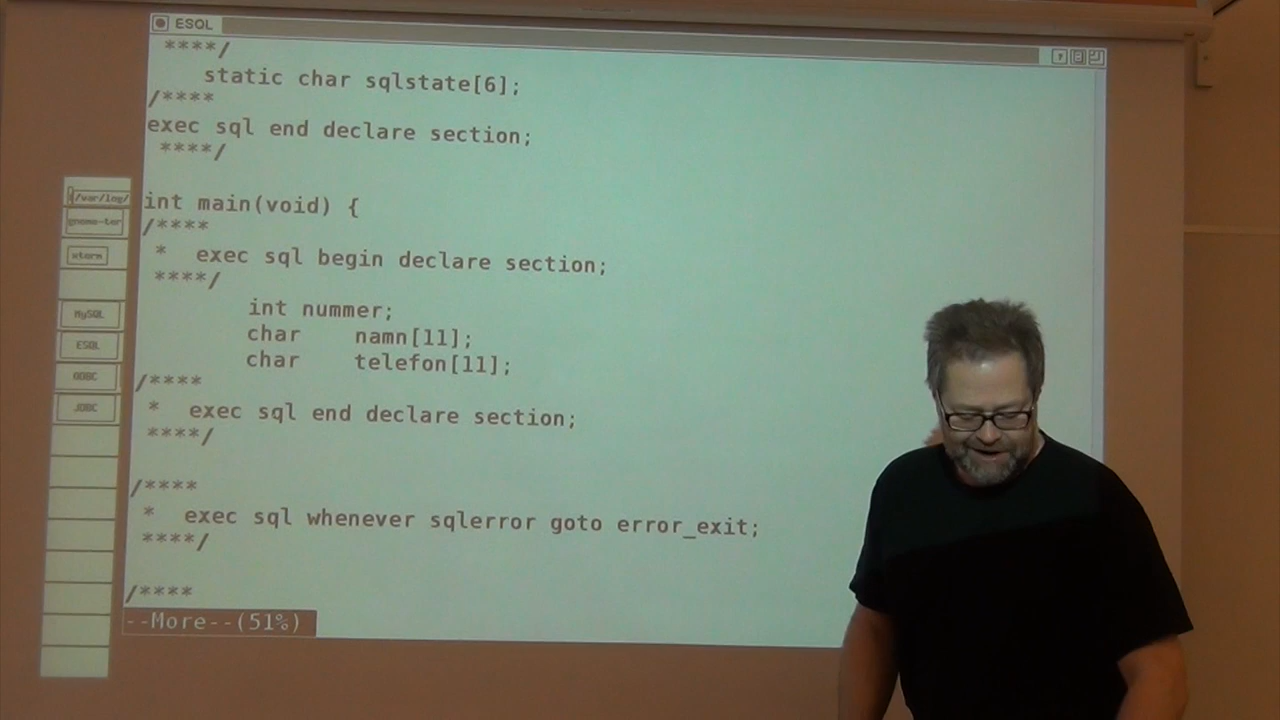 ESQL
****/
static char sqlstate[6];
/****
exec sql end declare section;
****/
int main(void) {
/****
* exec sql begin declare section;
****/
int nummer;
char namn[11];
char telefon[11];
/****
* exec sql end declare section;
****/
/****
* exec sql whenever sqlerror goto error_exit;
****/
/****
--More--(51%)
/var/log/
gnome-ter
xterm
MySQL
ESQL
ODBC
JDBC